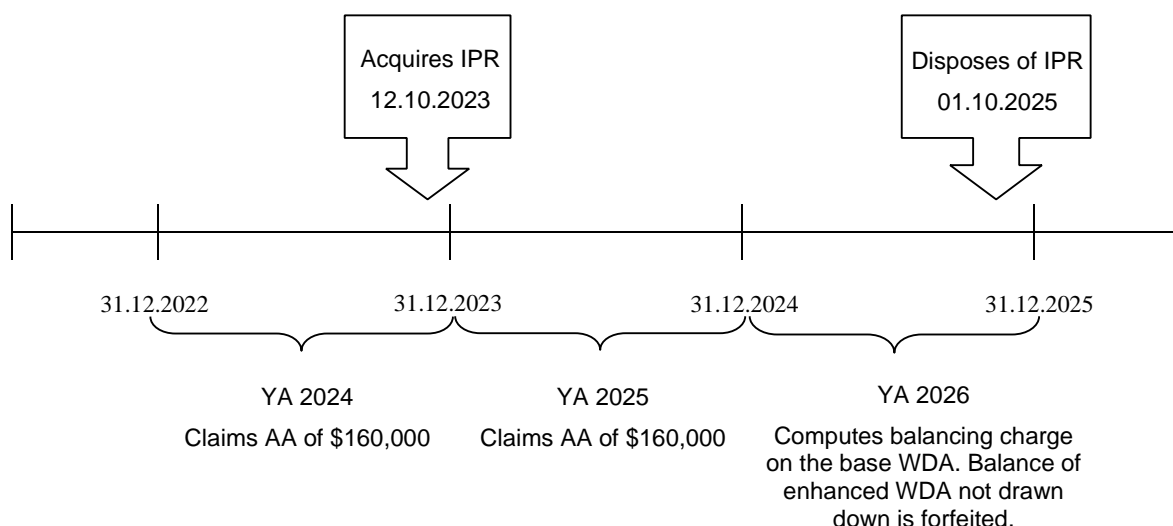 Acquires IPR
12.10.2023
Disposes of IPR
01.10.2025
31.12.2022
31.12.2023
31.12.2024
31.12.2025
YA 2024
Claims AA of $160,000
YA 2025
Claims AA of $160,000
YA 2026
Computes balancing charge
on the base WDA. Balance of
enhanced WDA not drawn
down is forfeited.